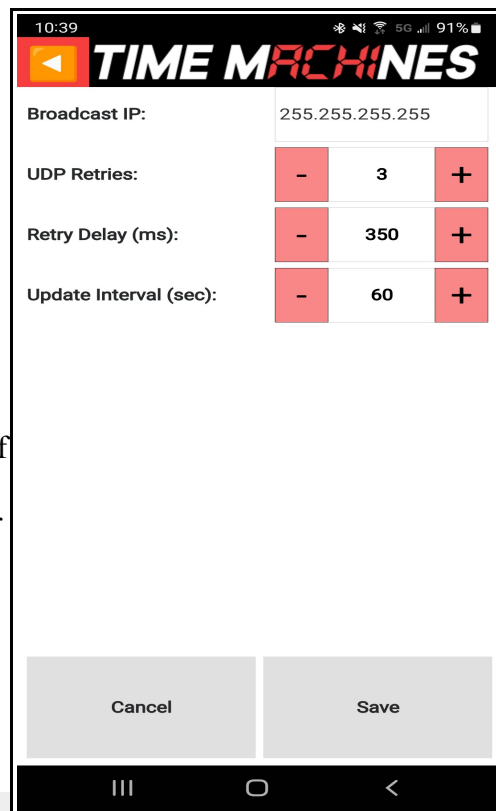 10:39 5G 91%
TIME MACHINES
Broadcast IP: 255.255.255.255
UDP Retries: - 3 +
Retry Delay (ms): - 350 +
Update Interval (sec): - 60 +
f
.
Cancel Save